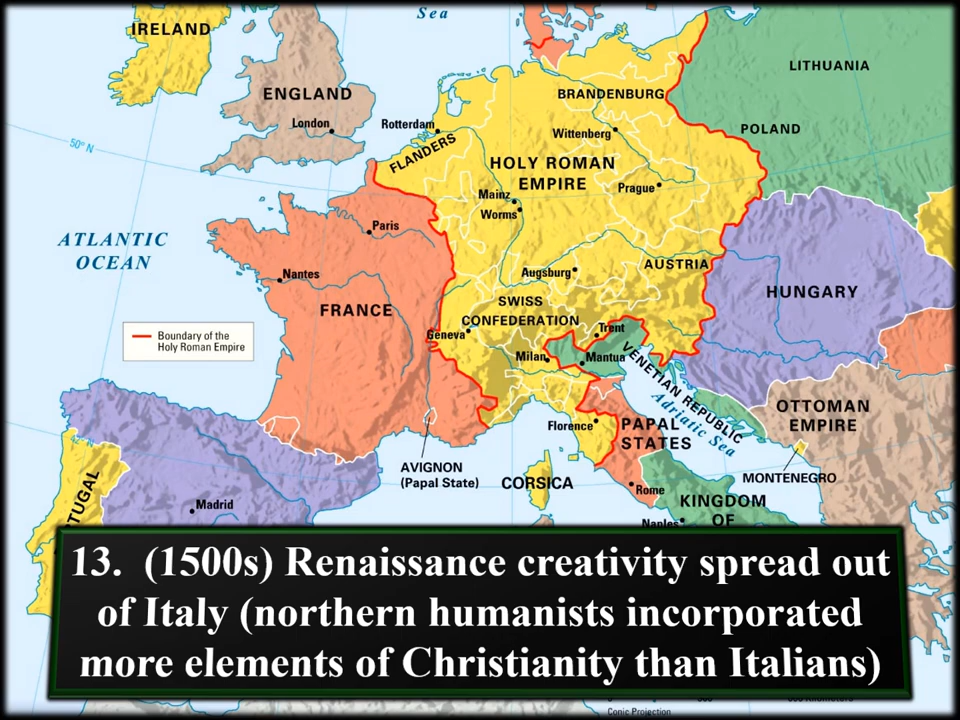 Sea
IRELAND
ENGLAND
London
50° N
LITHUANIA
BRANDENBURG
POLAND
Rotterdam
Wittenberg
FLANDERS
HOLY ROMAN
EMPIRE
Prague
Mainz
Worms
Paris
ATLANTIC
OCEAN
Nantes
Augsburg
AUSTRIA
HUNGARY
FRANCE
SWISS
CONFEDERATION
Boundary of the
Holy Roman Empire
Geneva
Trent
Milan
Mantua
VENETIAN REPUBLIC
Adriatic Sea
OTTOMAN
EMPIRE
Florence
PAPAL
STATES
AVIGNON
(Papal State)
CORSICA
MONTENEGRO
Rome
KINGDOM
OF
Naples
TUGAL
Madrid
13. (1500s) Renaissance creativity spread out
of Italy (northern humanists incorporated
more elements of Christianity than Italians)
Conic Projection